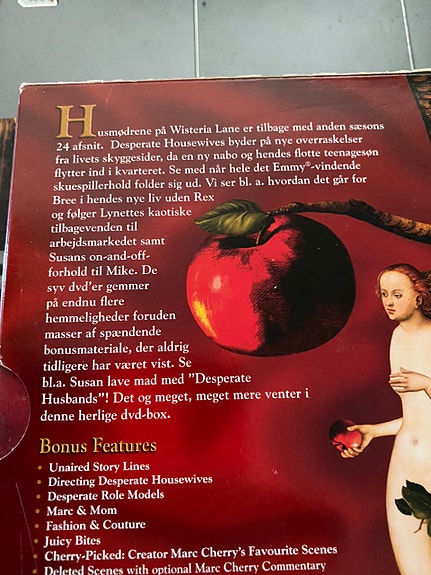 Husmødrene på Wisteria Lane er tilbage med anden sæsons
24 afsnit. Desperate Housewives byder på nye overraskelser
fra livets skyggesider, da en ny nabo og hendes flotte teenagesøn
flytter ind i kvarteret. Se med når hele det Emmy®-vindende
skuespillerhold folder sig ud. Vi ser bl. a. hvordan det går for
Bree i hendes nye liv uden Rex
og følger Lynettes kaotiske
tilbagevenden til
arbejdsmarkedet samt
Susans on-and-off-
forhold til Mike. De
syv dvd'er gemmer
på endnu flere
hemmeligheder foruden
masser af spændende
bonusmateriale, der aldrig
tidligere har været vist. Se
bl.a. Susan lave mad med "Desperate
Husbands"! Det og meget, meget mere venter i
denne herlige dvd-box.
Bonus Features
• Unaired Story Lines
• Directing Desperate Housewives
• Desperate Role Models
• Marc & Mom
• Fashion & Couture
• Juicy Bites
• Cherry-Picked: Creator Marc Cherry's Favourite Scenes
• Deleted Scenes with optional Marc Cherry Commentary